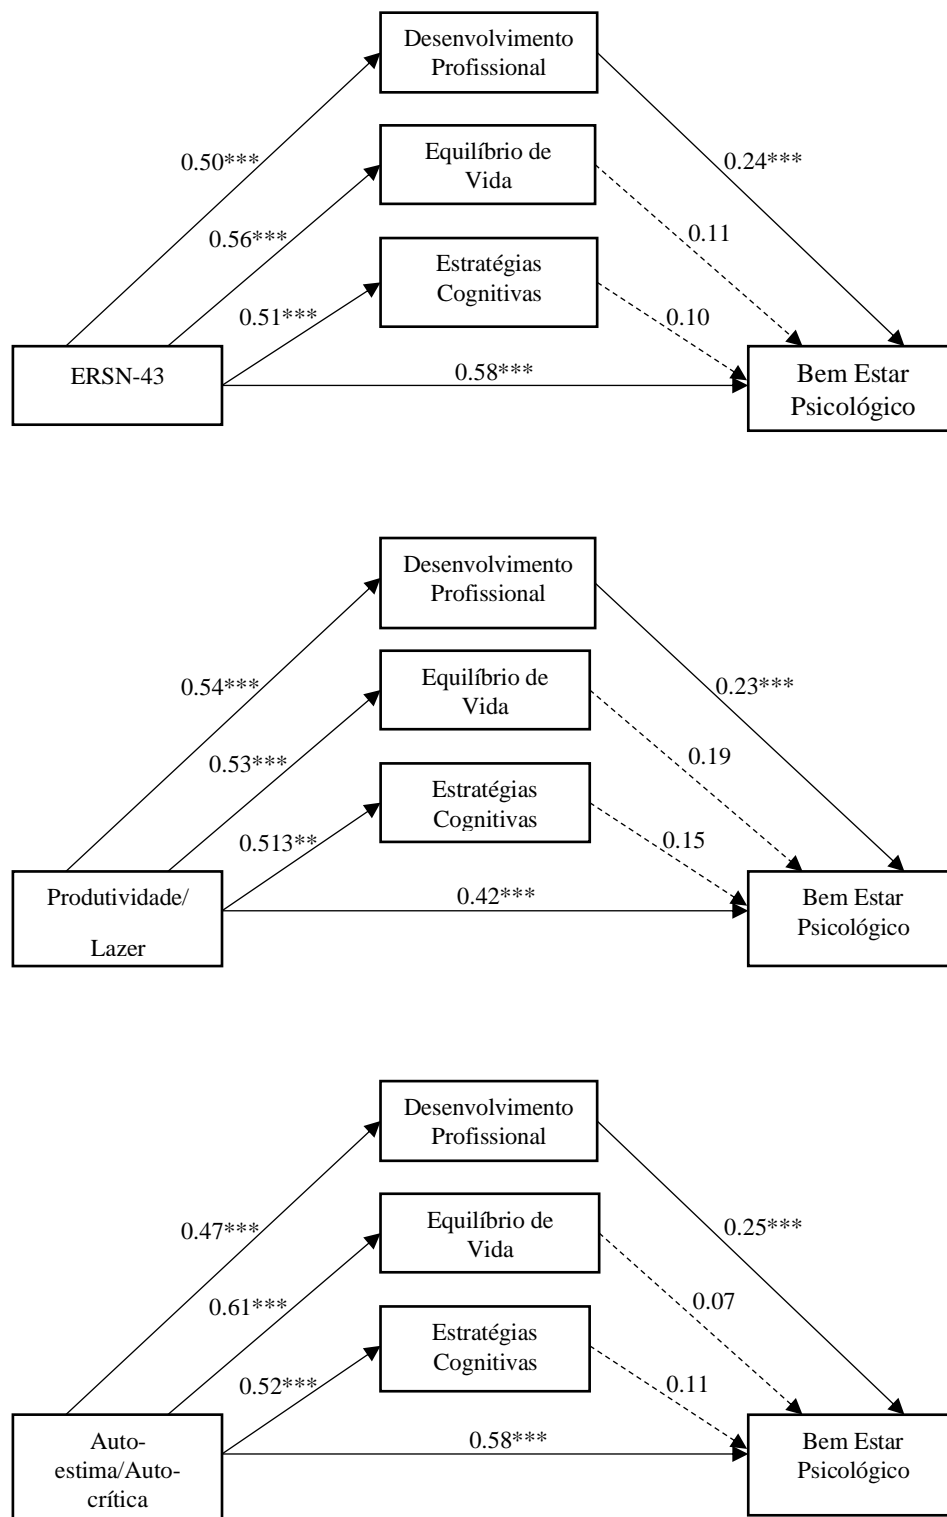 Desenvolvimento
Profissional
0.50***
0.24***
Equilíbrio de
Vida
0.56***
0.11
Estratégias
Cognitivas
0.51***
0.10
ERSN-43
0.58***
Bem Estar
Psicológico
Desenvolvimento
Profissional
0.54***
0.23***
Equilíbrio de
Vida
0.53***
0.19
Estratégias
Cognitivas
0.513**
0.15
Produtividade/
Lazer
0.42***
Bem Estar
Psicológico
Desenvolvimento
Profissional
0.47***
0.25***
Equilíbrio de
Vida
0.61***
0.07
Estratégias
Cognitivas
0.52***
0.11
Auto-
estima/Auto-
crítica
0.58***
Bem Estar
Psicológico